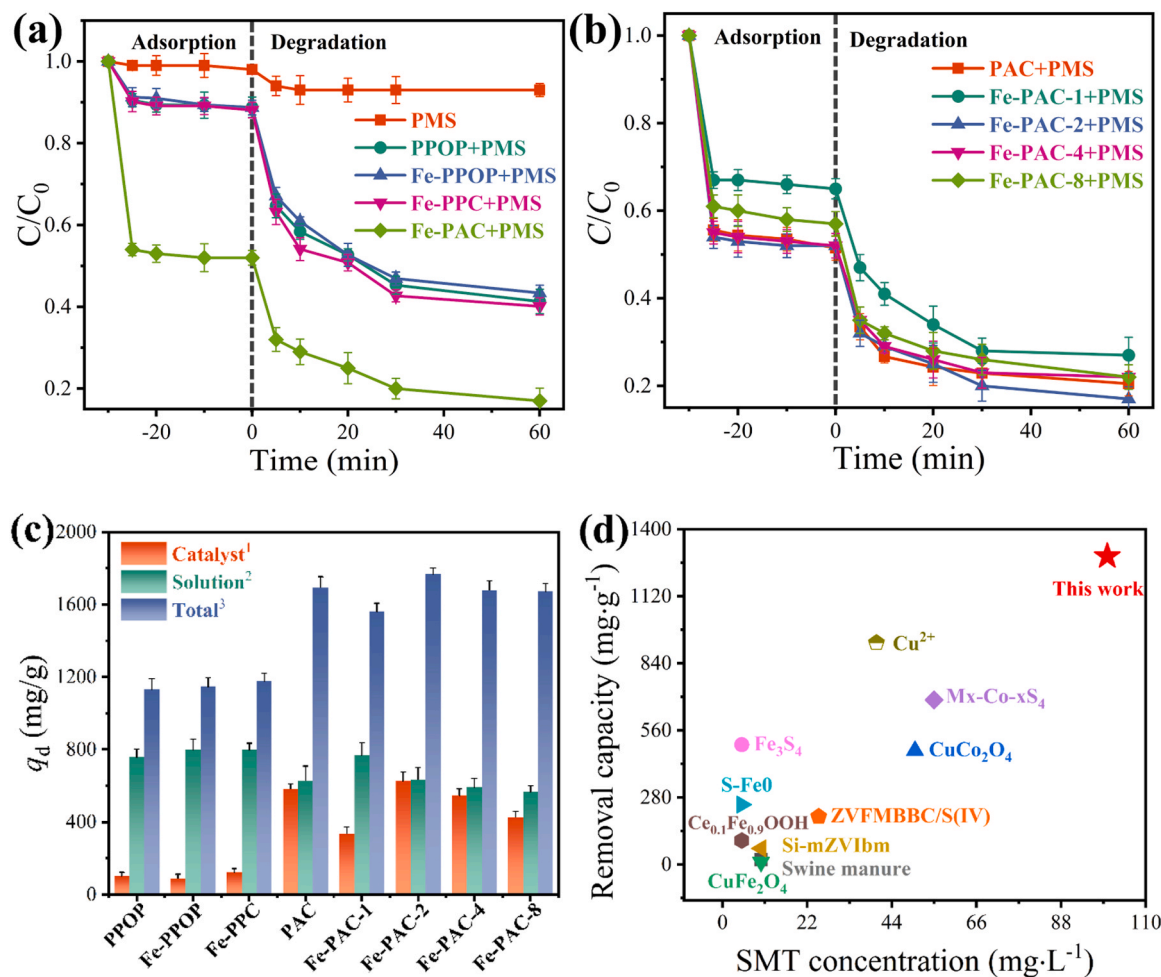 (a)
Adsorption
Degradation
PMS
PPOP+PMS
Fe-PPOP+PMS
Fe-PPC+PMS
Fe-PAC+PMS
1.0
0.8
0.6
0.4
0.2
C/C₀
-20
0
20
40
60
Time (min)
(b)
Adsorption
Degradation
PAC+PMS
Fe-PAC-1+PMS
Fe-PAC-2+PMS
Fe-PAC-4+PMS
Fe-PAC-8+PMS
1.0
0.8
0.6
0.4
0.2
C/C₀
-20
0
20
40
60
Time (min)
(c)
Catalyst¹
Solution²
Total³
2000
1600
1200
800
400
0
qd (mg/g)
PPOP
Fe-PPOP
Fe-PPC
PAC
Fe-PAC-1
Fe-PAC-2
Fe-PAC-4
Fe-PAC-8
(d)
1400
1120
840
560
280
0
Removal capacity (mg·g⁻¹)
This work
Cu²⁺
Mx-Co-xS₄
Fe₃S₄
CuCo₂O₄
S-Fe0
ZVFMBBC/S(IV)
Ce₀.₁Fe₀.₉OOH
Si-mZVIbm
Swine manure
CuFe₂O₄
0
22
44
66
88
110
SMT concentration (mg·L⁻¹)